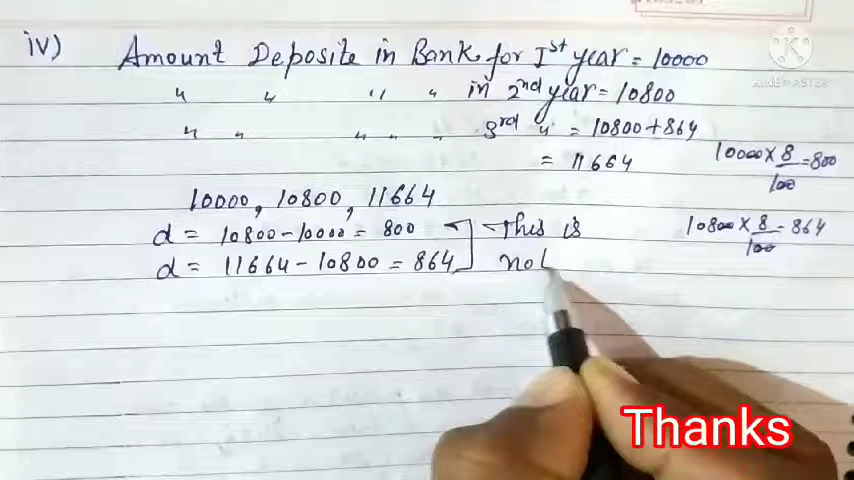 iv) Amount Deposite in Bank for Ist year = 10000
" " " " in 2nd year = 10800
" " " " " 3rd " = 10800+864
= 11664
10000 × 8/100 = 800
10000, 10800, 11664
d = 10800 - 10000 = 800 This is
10800 × 8/100 = 864
d = 11664 - 10800 = 864 not
Thanks
KINEMASTER